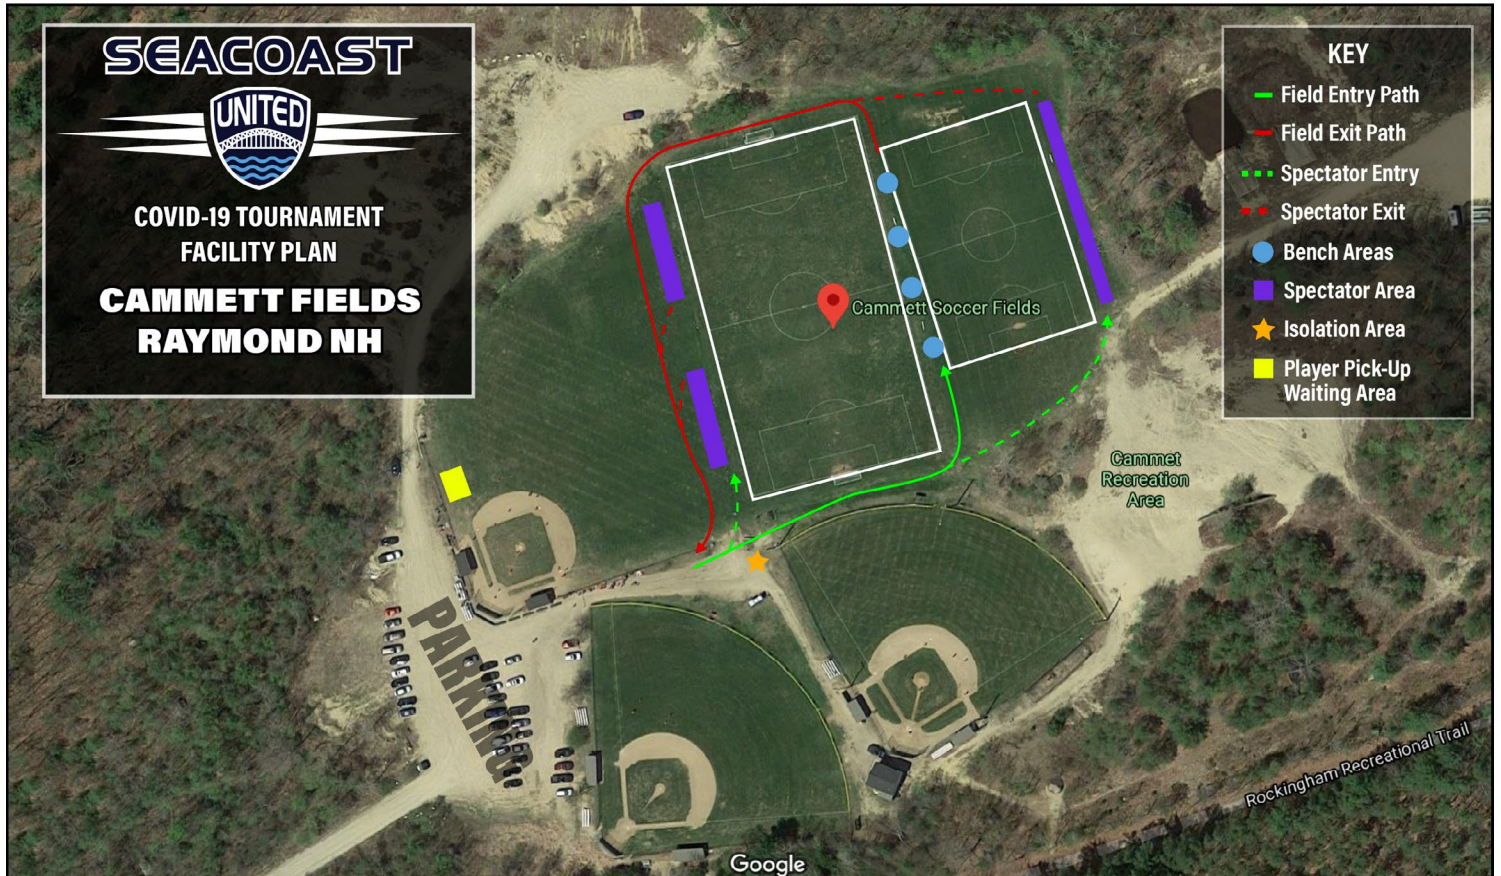 SEACOAST
UNITED
COVID-19 TOURNAMENT
FACILITY PLAN
CAMMETT FIELDS
RAYMOND NH
KEY
Field Entry Path
Field Exit Path
Spectator Entry
Spectator Exit
Bench Areas
Spectator Area
Isolation Area
Player Pick-Up
Waiting Area
Cammett Soccer Fields
Cammet
Recreation
Area
PARKING
Rockingham Recreational Trail
Google